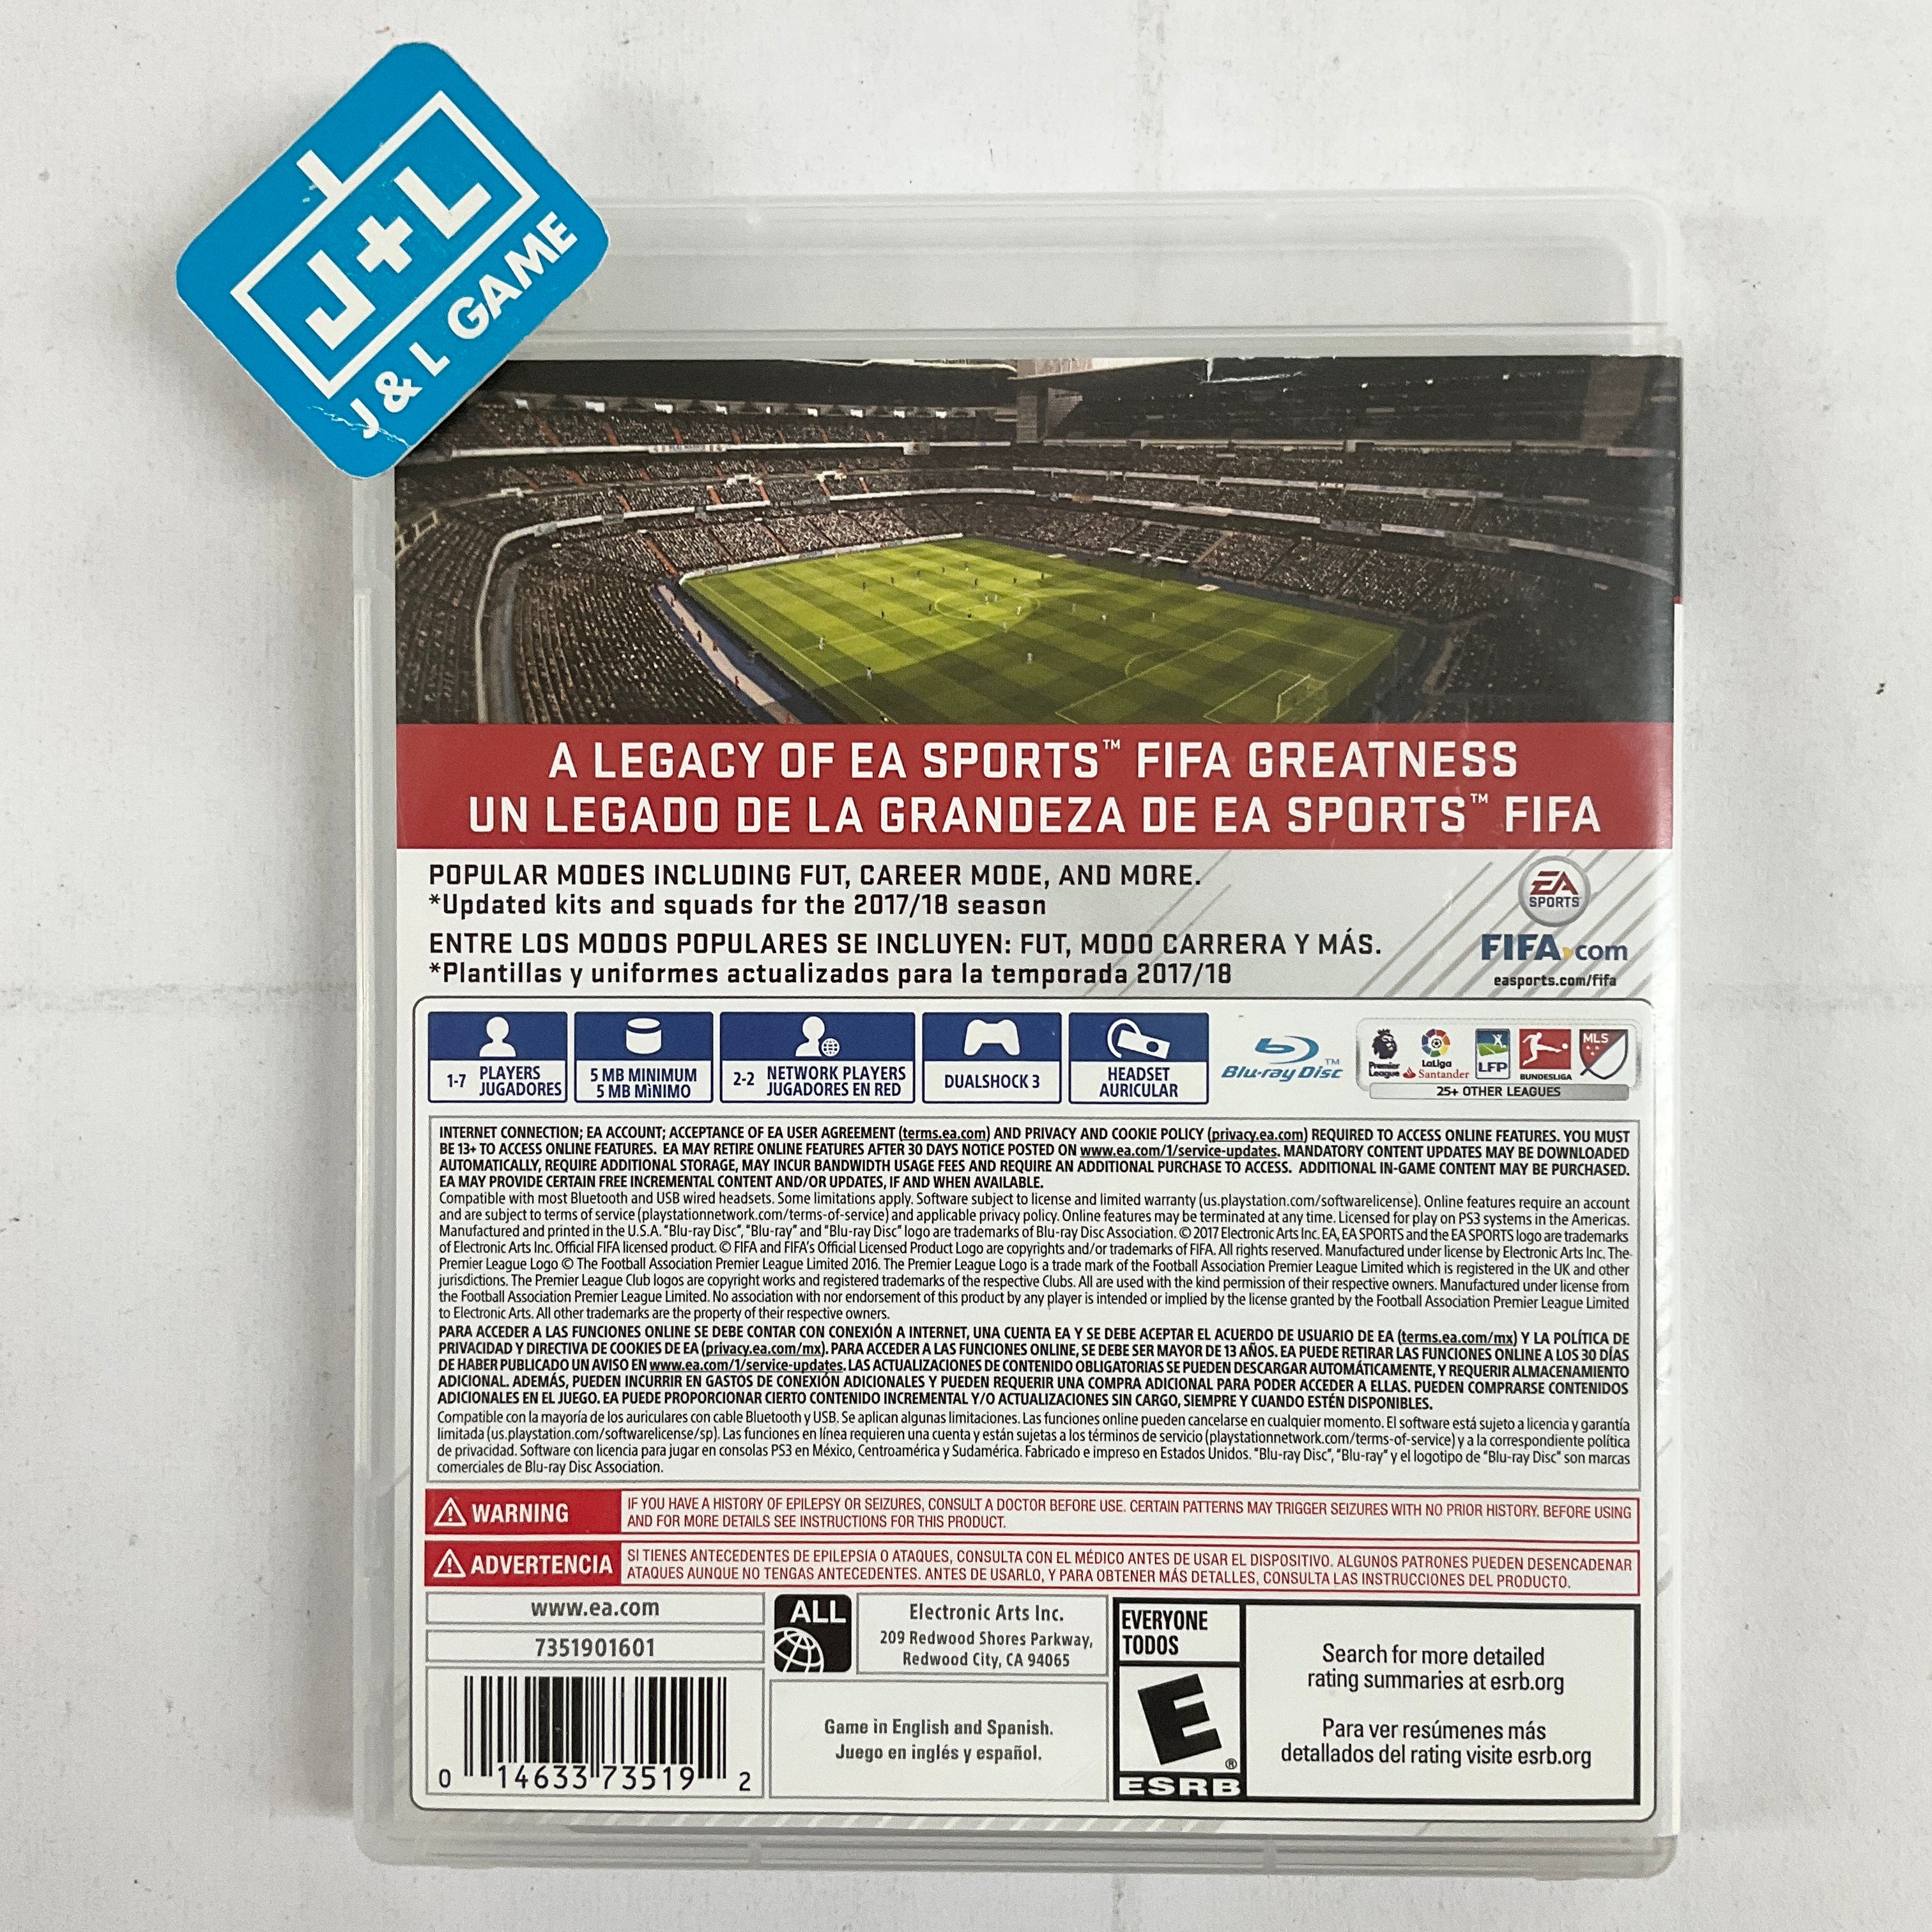 J+L
J & L GAME
A LEGACY OF EA SPORTS™ FIFA GREATNESS
UN LEGADO DE LA GRANDEZA DE EA SPORTS™ FIFA
POPULAR MODES INCLUDING FUT, CAREER MODE, AND MORE.
*Updated kits and squads for the 2017/18 season
ENTRE LOS MODOS POPULARES SE INCLUYEN: FUT, MODO CARRERA Y MÁS.
*Plantillas y uniformes actualizados para la temporada 2017/18
EA SPORTS
FIFA.com
easports.com/fifa
1-7 PLAYERS JUGADORES
5 MB MINIMUM
5 MB MÌNIMO
2-2 NETWORK PLAYERS JUGADORES EN RED
DUALSHOCK 3
HEADSET
AURICULAR
Blu-ray Disc™
Premier League
LaLiga Santander
LFP
BUNDESLIGA
MLS
25+ OTHER LEAGUES
INTERNET CONNECTION; EA ACCOUNT; ACCEPTANCE OF EA USER AGREEMENT (terms.ea.com) AND PRIVACY AND COOKIE POLICY (privacy.ea.com) REQUIRED TO ACCESS ONLINE FEATURES. YOU MUST
BE 13+ TO ACCESS ONLINE FEATURES. EA MAY RETIRE ONLINE FEATURES AFTER 30 DAYS NOTICE POSTED ON www.ea.com/1/service-updates. MANDATORY CONTENT UPDATES MAY BE DOWNLOADED
AUTOMATICALLY, REQUIRE ADDITIONAL STORAGE, MAY INCUR BANDWIDTH USAGE FEES AND REQUIRE AN ADDITIONAL PURCHASE TO ACCESS. ADDITIONAL IN-GAME CONTENT MAY BE PURCHASED.
EA MAY PROVIDE CERTAIN FREE INCREMENTAL CONTENT AND/OR UPDATES, IF AND WHEN AVAILABLE.
Compatible with most Bluetooth and USB wired headsets. Some limitations apply. Software subject to license and limited warranty (us.playstation.com/softwarelicense). Online features require an account
and are subject to terms of service (playstationnetwork.com/terms-of-service) and applicable privacy policy. Online features may be terminated at any time. Licensed for play on PS3 systems in the Americas.
Manufactured and printed in the U.S.A. "Blu-ray Disc", "Blu-ray" and "Blu-ray Disc" logo are trademarks of Blu-ray Disc Association. © 2017 Electronic Arts Inc. EA, EA SPORTS and the EA SPORTS logo are trademarks
of Electronic Arts Inc. Official FIFA licensed product. © FIFA and FIFA's Official Licensed Product Logo are copyrights and/or trademarks of FIFA. All rights reserved. Manufactured under license by Electronic Arts Inc. The
Premier League Logo © The Football Association Premier League Limited 2016. The Premier League Logo is a trade mark of the Football Association Premier League Limited which is registered in the UK and other
jurisdictions. The Premier League Club logos are copyright works and registered trademarks of the respective Clubs. All are used with the kind permission of their respective owners. Manufactured under license from
the Football Association Premier League Limited. No association with nor endorsement of this product by any player is intended or implied by the license granted by the Football Association Premier League Limited
to Electronic Arts. All other trademarks are the property of their respective owners.
PARA ACCEDER A LAS FUNCIONES ONLINE SE DEBE CONTAR CON CONEXIÓN A INTERNET, UNA CUENTA EA Y SE DEBE ACEPTAR EL ACUERDO DE USUARIO DE EA (terms.ea.com/mx) Y LA POLÍTICA DE
PRIVACIDAD Y DIRECTIVA DE COOKIES DE EA (privacy.ea.com/mx). PARA ACCEDER A LAS FUNCIONES ONLINE, SE DEBE SER MAYOR DE 13 AÑOS. EA PUEDE RETIRAR LAS FUNCIONES ONLINE A LOS 30 DÍAS
DE HABER PUBLICADO UN AVISO EN www.ea.com/1/service-updates. LAS ACTUALIZACIONES DE CONTENIDO OBLIGATORIAS SE PUEDEN DESCARGAR AUTOMÁTICAMENTE, Y REQUERIR ALMACENAMIENTO
ADICIONAL. ADEMÁS, PUEDEN INCURRIR EN GASTOS DE CONEXIÓN ADICIONALES Y PUEDEN REQUERIR UNA COMPRA ADICIONAL PARA PODER ACCEDER A ELLAS. PUEDEN COMPRARSE CONTENIDOS
ADICIONALES EN EL JUEGO. EA PUEDE PROPORCIONAR CIERTO CONTENIDO INCREMENTAL Y/O ACTUALIZACIONES SIN CARGO, SIEMPRE Y CUANDO ESTÉN DISPONIBLES.
Compatible con la mayoría de los auriculares con cable Bluetooth y USB. Se aplican algunas limitaciones. Las funciones online pueden cancelarse en cualquier momento. El software está sujeto a licencia y garantía
limitada (us.playstation.com/softwarelicense/sp). Las funciones en línea requieren una cuenta y están sujetas a los términos de servicio (playstationnetwork.com/terms-of-service) y a la correspondiente política
de privacidad. Software con licencia para jugar en consolas PS3 en México, Centroamérica y Sudamérica. Fabricado e impreso en Estados Unidos. "Blu-ray Disc", "Blu-ray" y el logotipo de "Blu-ray Disc" son marcas
comerciales de Blu-ray Disc Association.
WARNING
IF YOU HAVE A HISTORY OF EPILEPSY OR SEIZURES, CONSULT A DOCTOR BEFORE USE. CERTAIN PATTERNS MAY TRIGGER SEIZURES WITH NO PRIOR HISTORY. BEFORE USING
AND FOR MORE DETAILS SEE INSTRUCTIONS FOR THIS PRODUCT.
ADVERTENCIA
SI TIENES ANTECEDENTES DE EPILEPSIA O ATAQUES, CONSULTA CON EL MÉDICO ANTES DE USAR EL DISPOSITIVO. ALGUNOS PATRONES PUEDEN DESENCADENAR
ATAQUES AUNQUE NO TENGAS ANTECEDENTES. ANTES DE USARLO, Y PARA OBTENER MÁS DETALLES, CONSULTA LAS INSTRUCCIONES DEL PRODUCTO.
www.ea.com
7351901601
0 14633 73519 2
ALL
Electronic Arts Inc.
209 Redwood Shores Parkway,
Redwood City, CA 94065
Game in English and Spanish.
Juego en inglés y español.
EVERYONE
TODOS
E®
ESRB
Search for more detailed
rating summaries at esrb.org
Para ver resúmenes más
detallados del rating visite esrb.org